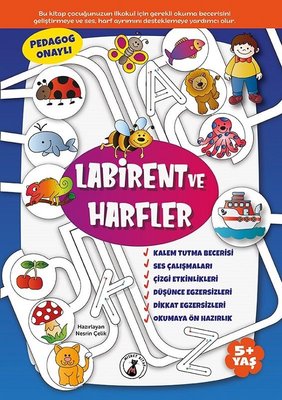 Bu kitap çocuğunuzun ilkokul için gerekli okuma becerisini
geliştirmeye ve ses, harf ayrımını desteklemeye yardımcı olur.
PEDAGOG
ONAYLI
A
LABİRENT VE
HARFLER
KALEM TUTMA BECERİSİ
SES ÇALIŞMALARI
ÇİZGİ ETKİNLİKLERİ
DÜŞÜNCE EGZERSİZLERİ
DİKKAT EGZERSİZLERİ
OKUMAYA ÖN HAZIRLIK
K
Z
Hazırlayan
Nesrin Çelik
5+
YAŞ